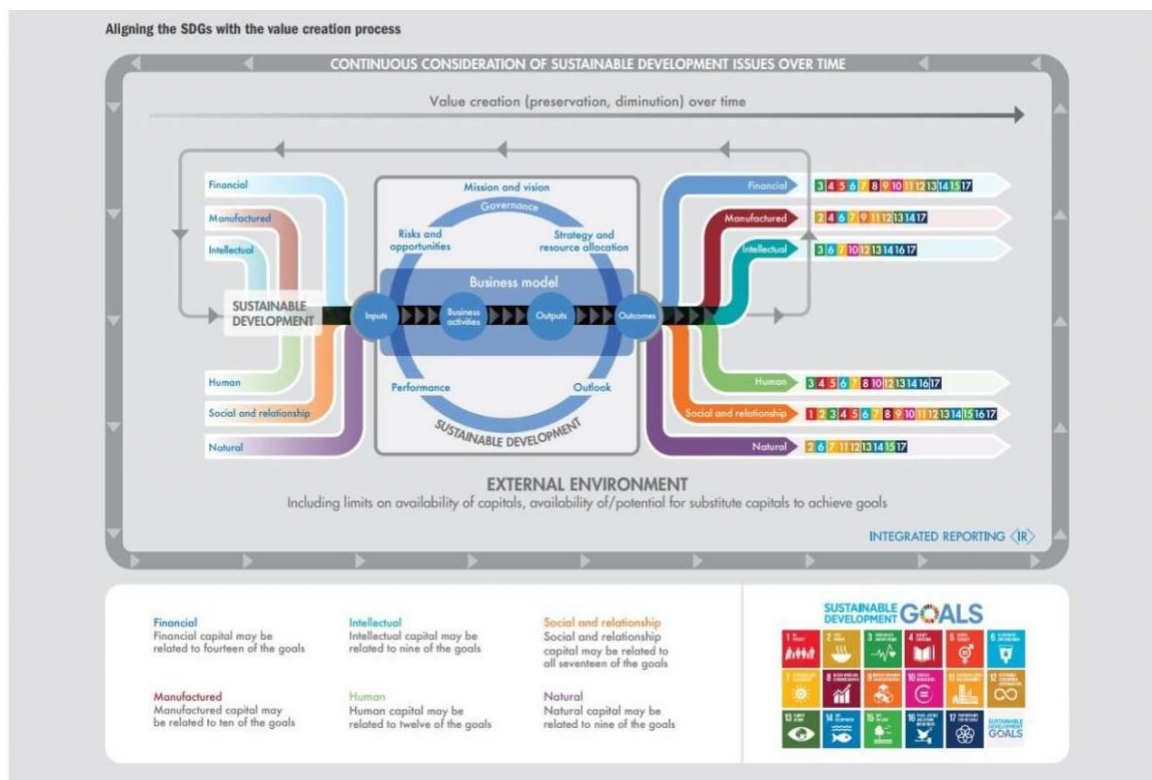 Aligning the SDGs with the value creation process
CONTINUOUS CONSIDERATION OF SUSTAINABLE DEVELOPMENT ISSUES OVER TIME
Value creation (preservation, diminution) over time
Financial
Manufactured
Intellectual
SUSTAINABLE
DEVELOPMENT
Human
Social and relationship
Natural
Mission and vision
Governance
Risks and
opportunities
Strategy and
resource allocation
Business model
Inputs
Business
activities
Outputs
Outcomes
Performance
Outlook
SUSTAINABLE DEVELOPMENT
Financial
3 4 5 6 7 8 9 10 11 12 13 14 15 17
Manufactured
2 4 6 7 9 11 12 13 14 17
Intellectual
3 6 7 10 12 13 14 16 17
Human
3 4 5 6 7 8 10 12 13 14 16 17
Social and relationship
1 2 3 4 5 6 7 8 9 10 11 12 13 14 15 16 17
Natural
2 6 7 11 12 13 14 15 17
EXTERNAL ENVIRONMENT
Including limits on availability of capitals, availability of/potential for substitute capitals to achieve goals
INTEGRATED REPORTING <IR>
Financial
Financial capital may be
related to fourteen of the goals
Intellectual
Intellectual capital may be
related to nine of the goals
Social and relationship
Social and relationship
capital may be related to
all seventeen of the goals
Manufactured
Manufactured capital may
be related to ten of the goals
Human
Human capital may be
related to twelve of the goals
Natural
Natural capital may be
related to nine of the goals
SUSTAINABLE
DEVELOPMENT
GOALS
1
2
3
4
5
6
7
8
9
10
11
12
13
14
15
16
17
SUSTAINABLE
DEVELOPMENT
GOALS